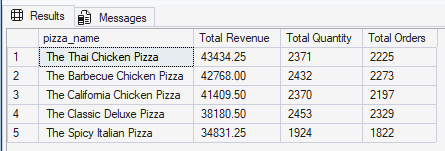 Results Messages
pizza_name Total Revenue Total Quantity Total Orders
1 The Thai Chicken Pizza 43434.25 2371 2225
2 The Barbecue Chicken Pizza 42768.00 2432 2273
3 The California Chicken Pizza 41409.50 2370 2197
4 The Classic Deluxe Pizza 38180.50 2453 2329
5 The Spicy Italian Pizza 34831.25 1924 1822